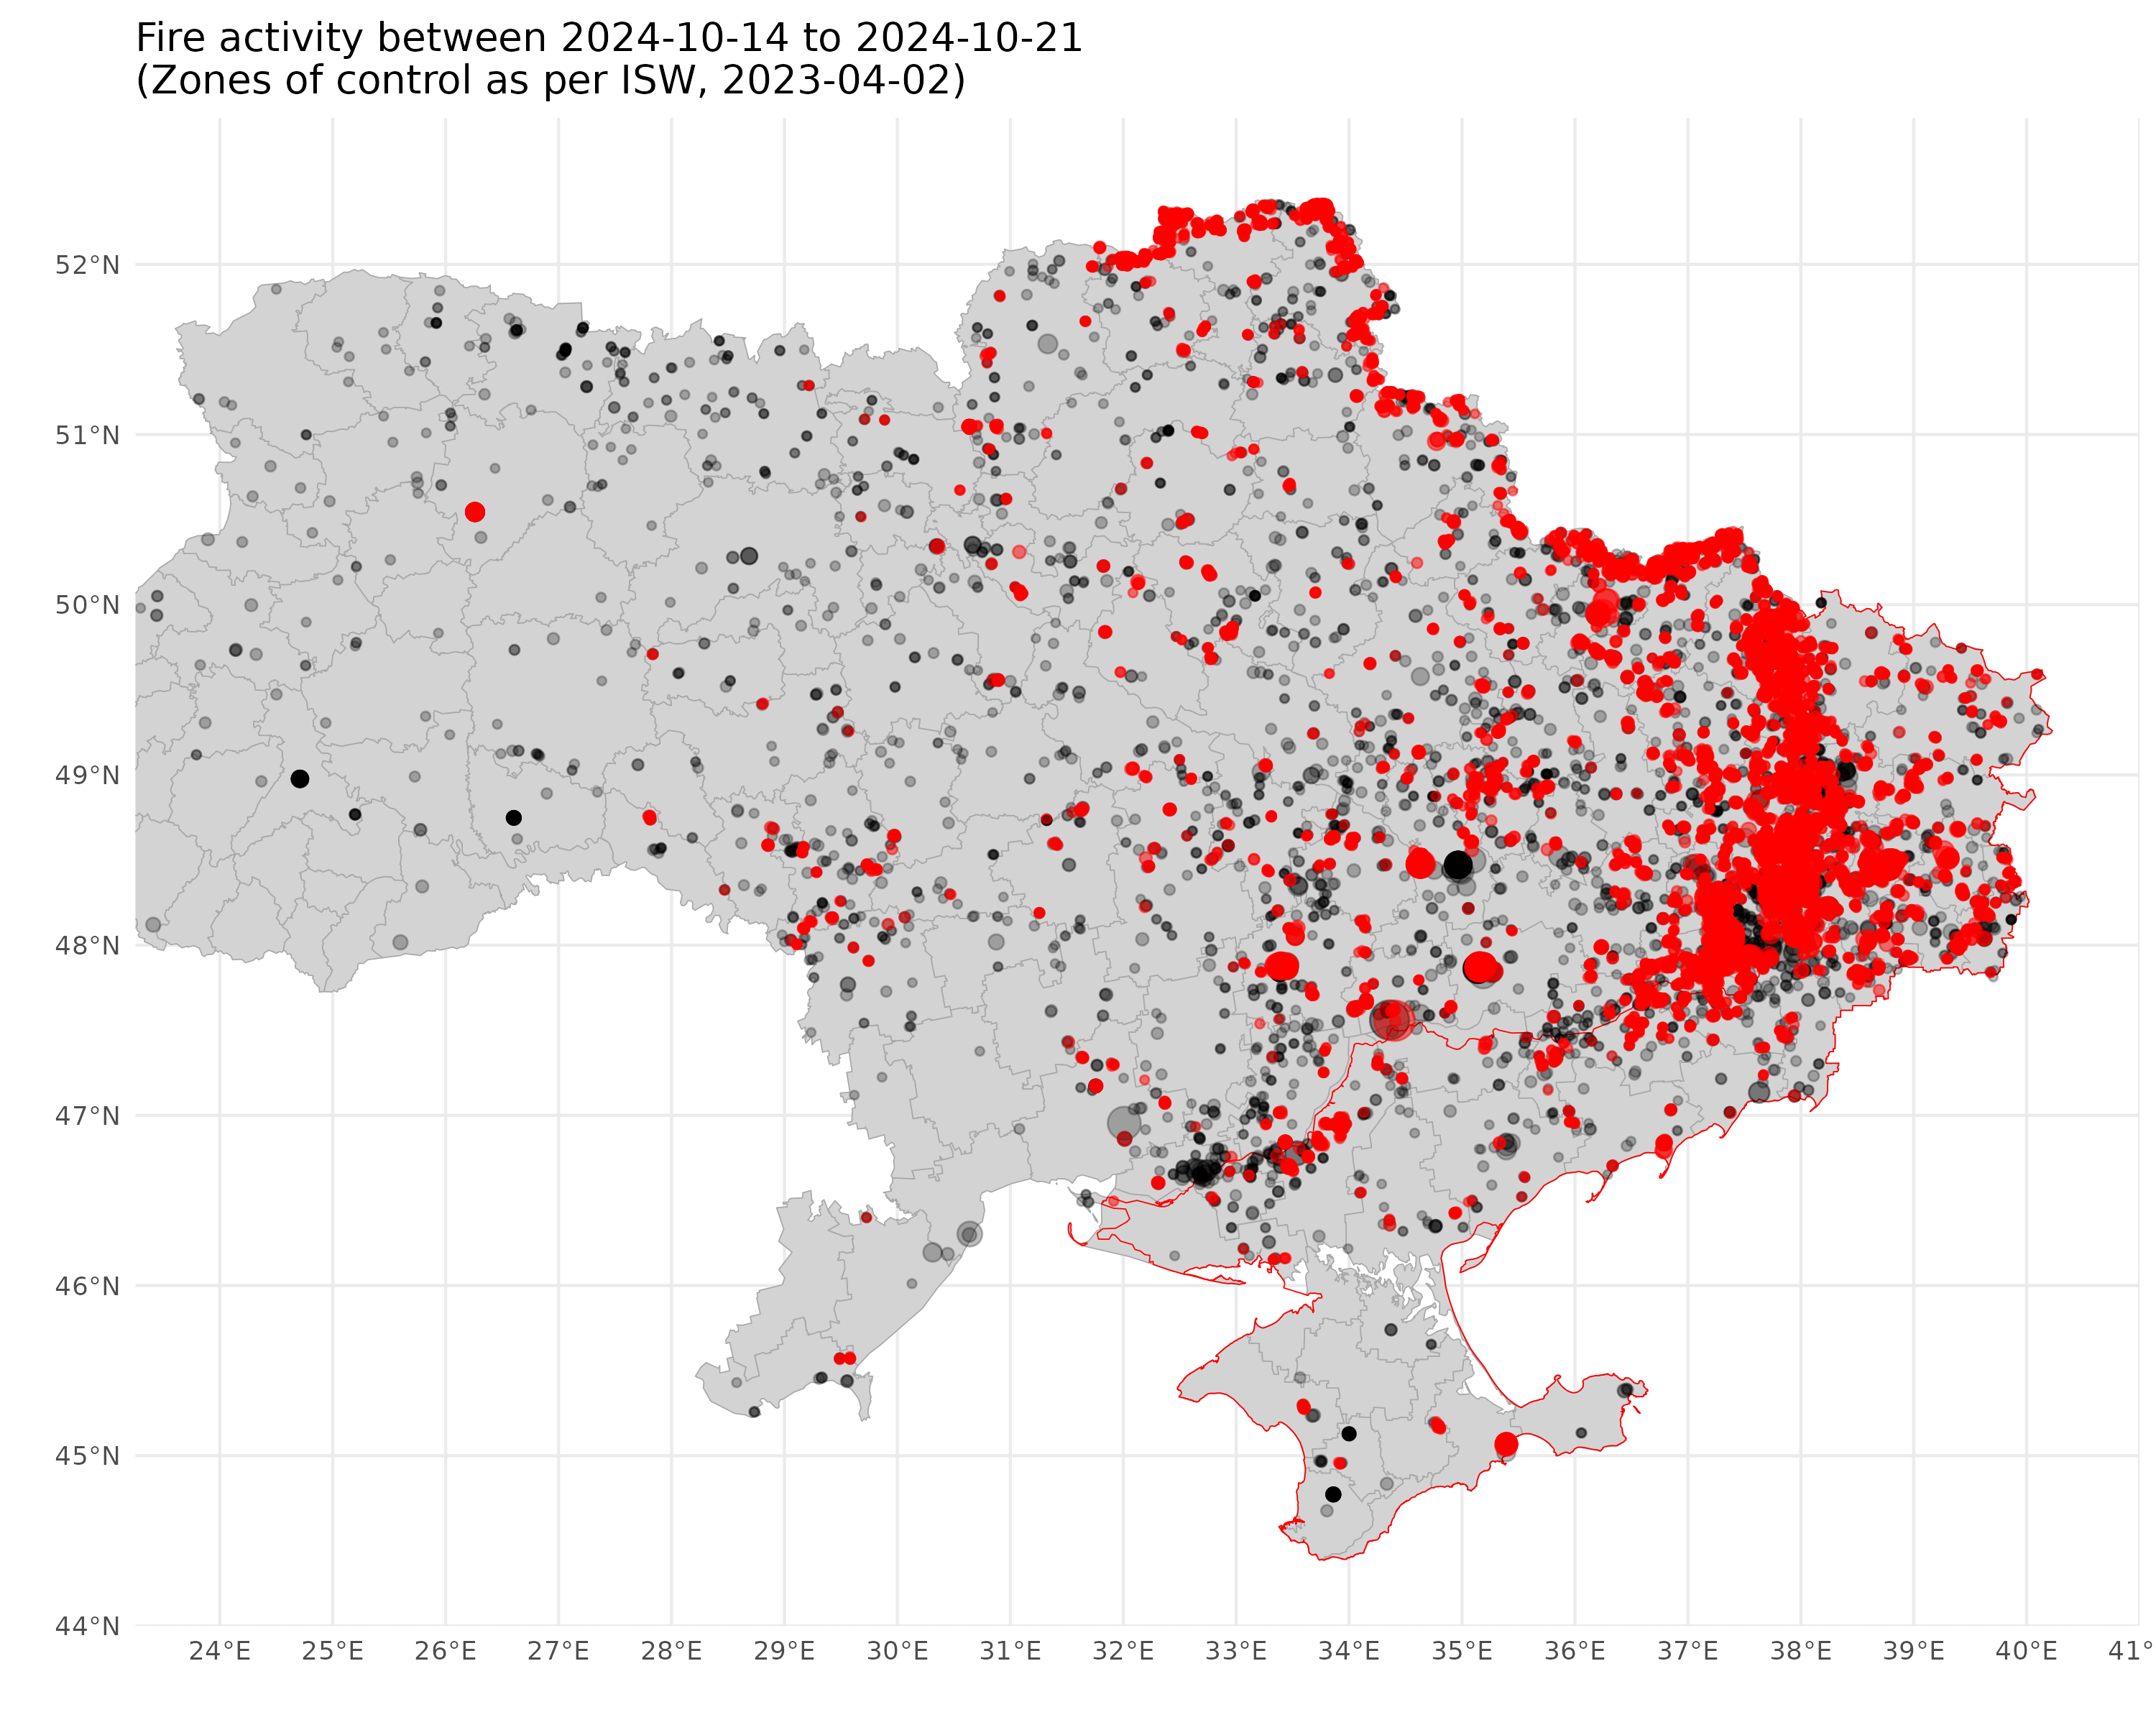 Fire activity between 2024-10-14 to 2024-10-21
(Zones of control as per ISW, 2023-04-02)
52°N
51°N
50°N
49°N
48°N
47°N
46°N
45°N
44°N
24°E 25°E 26°E 27°E 28°E 29°E 30°E 31°E 32°E 33°E 34°E 35°E 36°E 37°E 38°E 39°E 40°E 41°